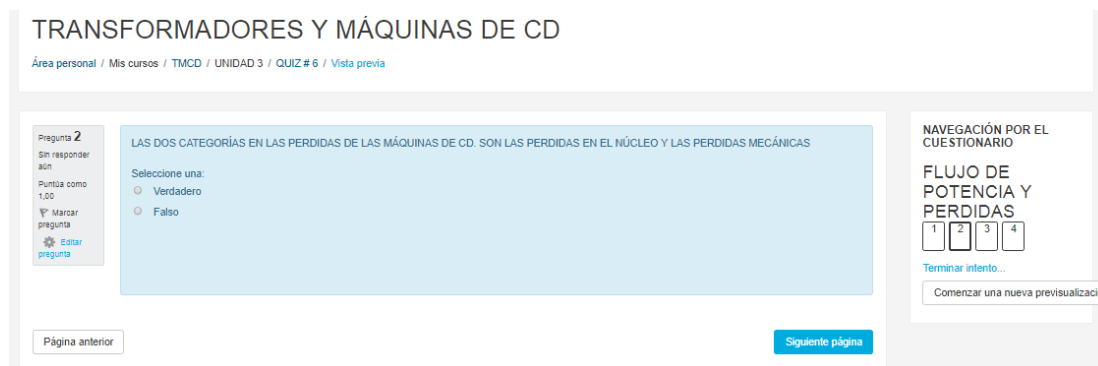 TRANSFORMADORES Y MÁQUINAS DE CD
Área personal / Mis cursos / TMCD / UNIDAD 3 / QUIZ # 6 / Vista previa
Pregunta 2
Sin responder
aún
Puntúa como
1,00
Marcar
pregunta
Editar
pregunta
LAS DOS CATEGORÍAS EN LAS PERDIDAS DE LAS MÁQUINAS DE CD. SON LAS PERDIDAS EN EL NÚCLEO Y LAS PERDIDAS MECÁNICAS
Seleccione una:
Verdadero
Falso
Página anterior
Siguiente página
NAVEGACIÓN POR EL
CUESTIONARIO
FLUJO DE
POTENCIA Y
PERDIDAS
1 2 3 4
Terminar intento...
Comenzar una nueva previsualizaci